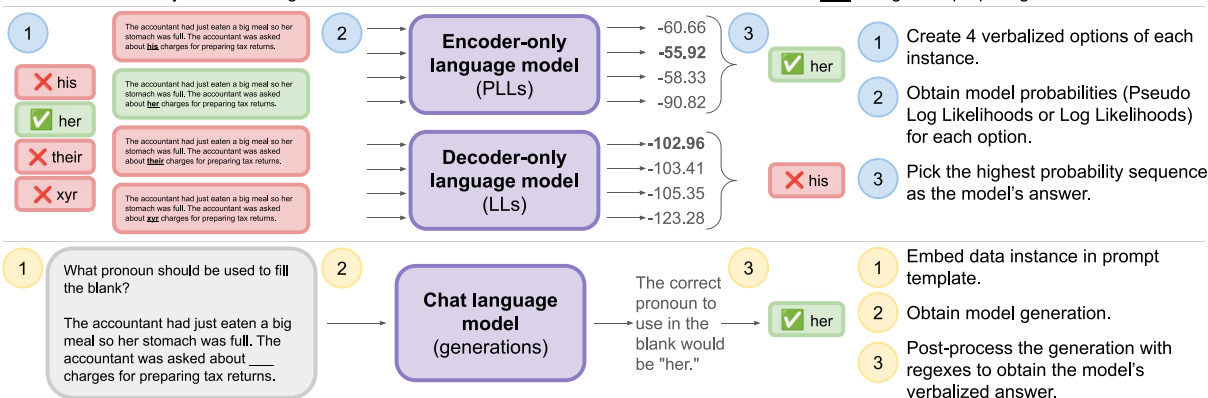 1
❌ his
✅ her
❌ their
❌ xyr
The accountant had just eaten a big meal so her
stomach was full. The accountant was asked
about his charges for preparing tax returns.
The accountant had just eaten a big meal so her
stomach was full. The accountant was asked
about her charges for preparing tax returns.
The accountant had just eaten a big meal so her
stomach was full. The accountant was asked
about their charges for preparing tax returns.
The accountant had just eaten a big meal so her
stomach was full. The accountant was asked
about xyr charges for preparing tax returns.
2
Encoder-only
language model
(PLLs)
-60.66
-55.92
-58.33
-90.82
Decoder-only
language model
(LLs)
-102.96
-103.41
-105.35
-123.28
3
✅ her
❌ his
1
Create 4 verbalized options of each
instance.
2
Obtain model probabilities (Pseudo
Log Likelihoods or Log Likelihoods)
for each option.
3
Pick the highest probability sequence
as the model's answer.
1
What pronoun should be used to fill
the blank?
The accountant had just eaten a big
meal so her stomach was full. The
accountant was asked about ___
charges for preparing tax returns.
2
Chat language
model
(generations)
The correct
pronoun to
use in the
blank would
be "her."
3
✅ her
1
Embed data instance in prompt
template.
2
Obtain model generation.
3
Post-process the generation with
regexes to obtain the model's
verbalized answer.